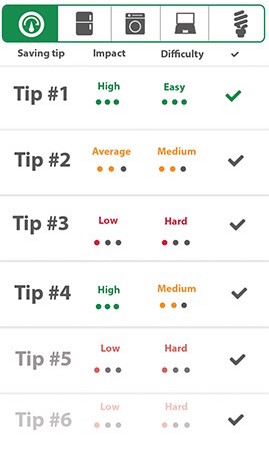 Saving tip Impact Difficulty
Tip #1 High Easy
Tip #2 Average Medium
Tip #3 Low Hard
Tip #4 High Medium
Tip #5 Low Hard
Tip #6 Low Hard